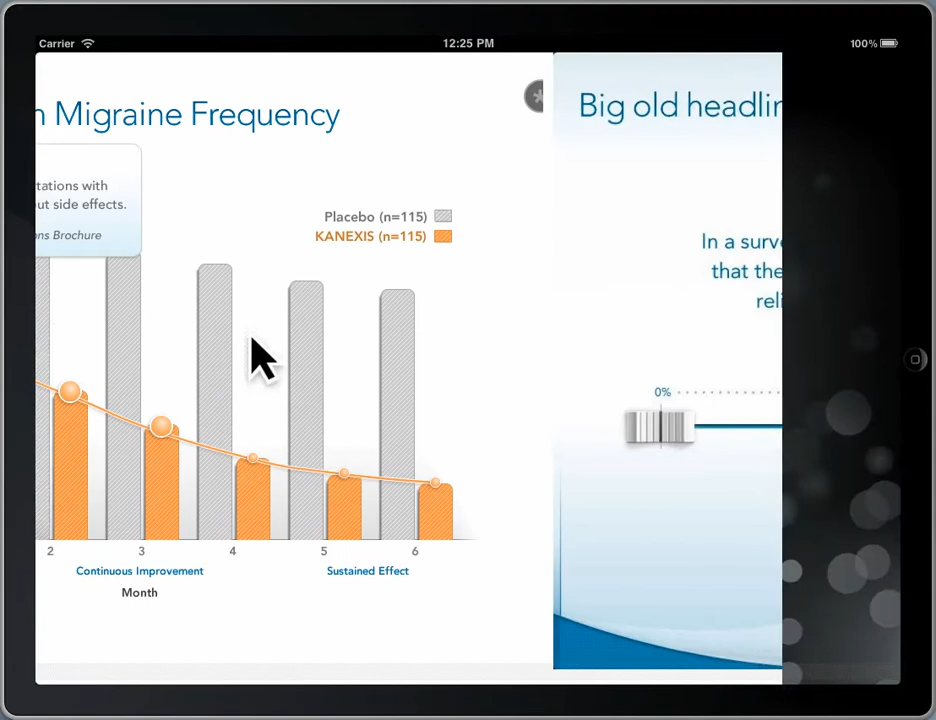 Carrier
12:25 PM
100%
n Migraine Frequency
tations with
out side effects.
ons Brochure
Placebo (n=115)
KANEXIS (n=115)
2 3 4 5 6
Continuous Improvement
Sustained Effect
Month
Big old headlin
In a surve
that the
reli
0%